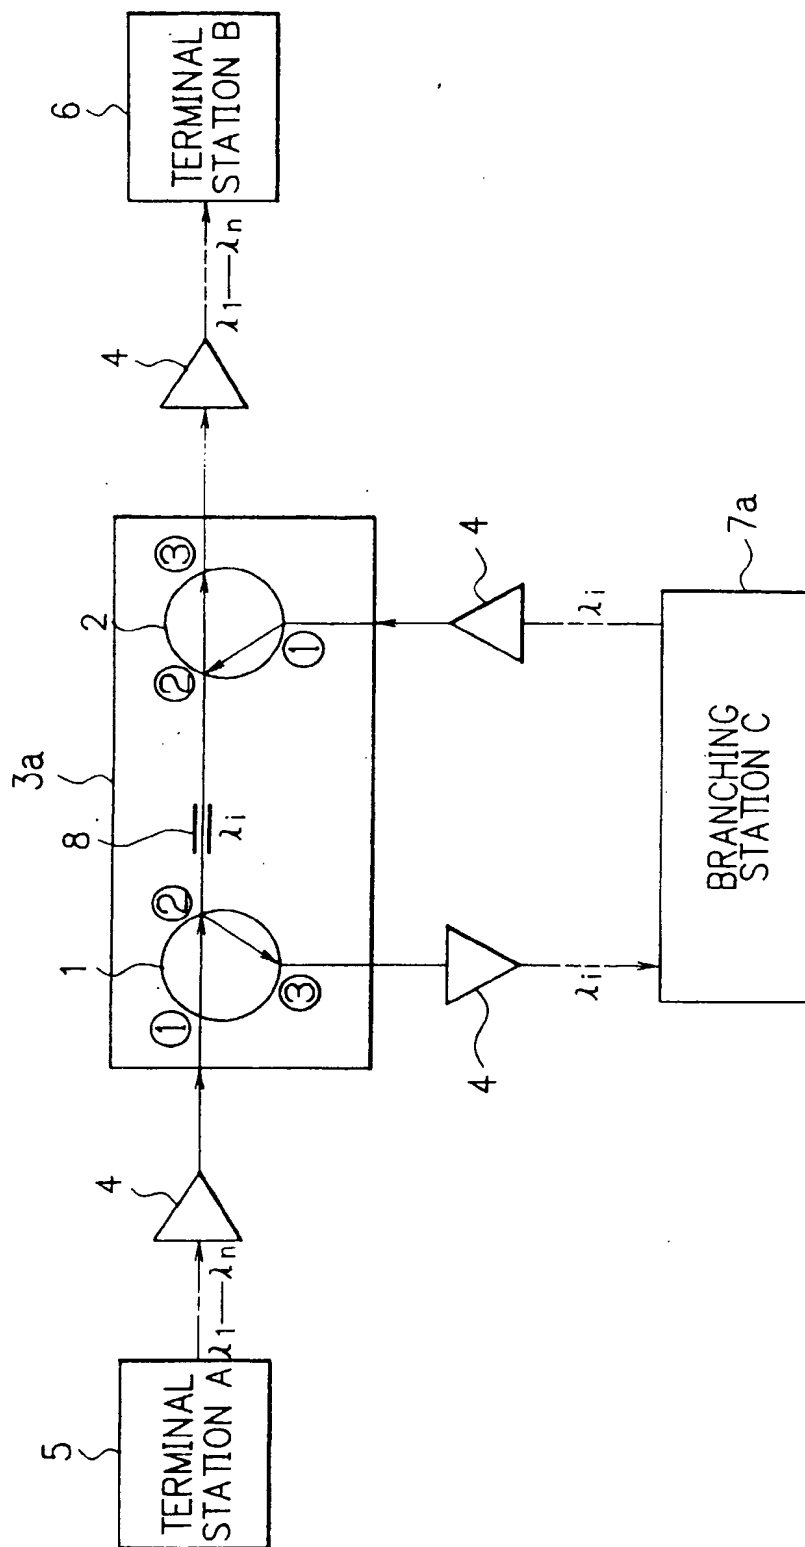 5
TERMINAL
STATION A
λ1—λn
4
3a
1
①
②
③
8
λi
2
②
③
①
4
λ1—λn
6
TERMINAL
STATION B
4
λi
4
λi
7a
BRANCHING
STATION C